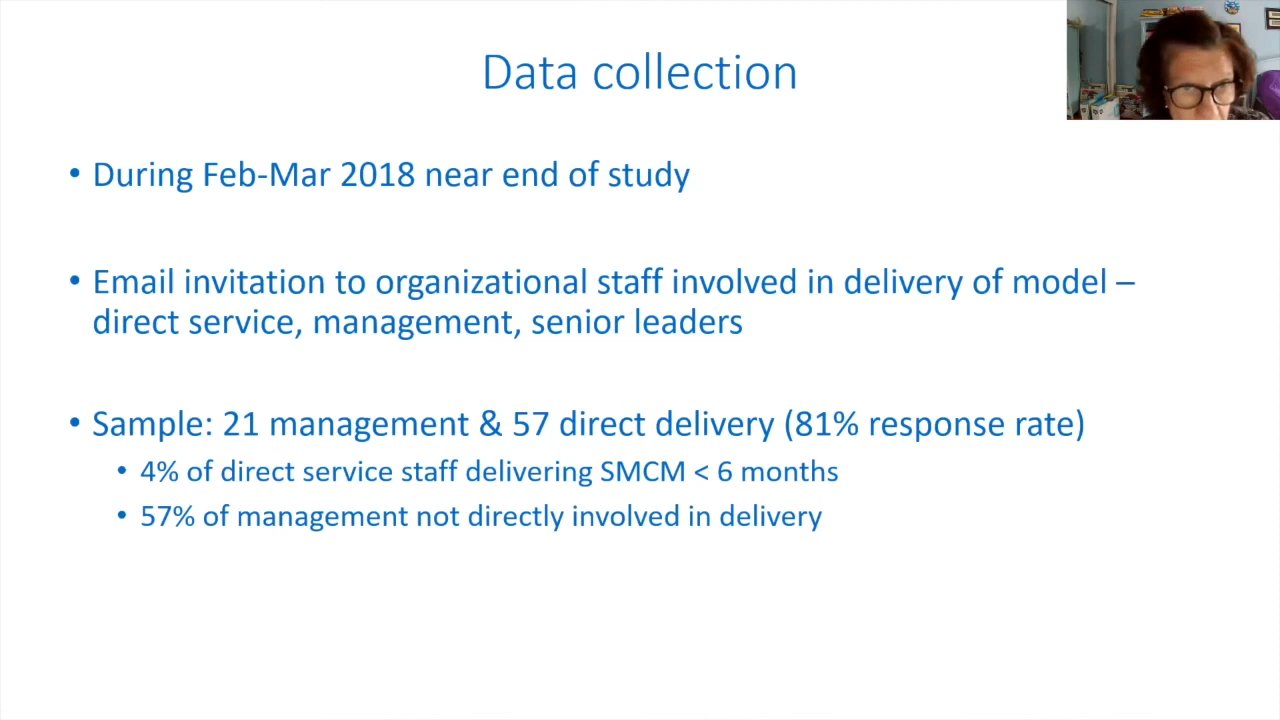 Data collection
• During Feb-Mar 2018 near end of study
• Email invitation to organizational staff involved in delivery of model –
direct service, management, senior leaders
• Sample: 21 management & 57 direct delivery (81% response rate)
• 4% of direct service staff delivering SMCM < 6 months
• 57% of management not directly involved in delivery